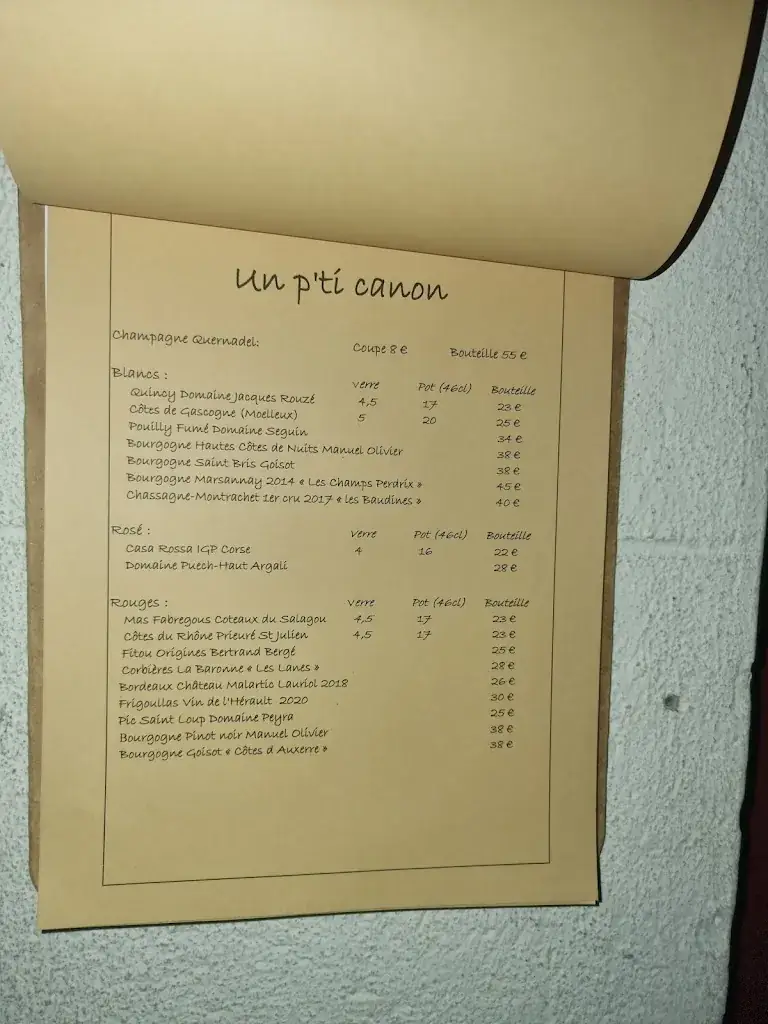 Un p'ti canon
Champagne Quernadel: Coupe 8 € Bouteille 55 €
Blancs : Verre Pot (46cl) Bouteille
Quincy Domaine Jacques Rouzé 4,5 17 23 €
Côtes de Gascogne (Moelleux) 5 20 25 €
Pouilly Fumé Domaine Seguin 34 €
Bourgogne Hautes Côtes de Nuits Manuel Olivier 38 €
Bourgogne Saint Bris Goisot 38 €
Bourgogne Marsannay 2014 « Les Champs Perdrix » 45 €
Chassagne-Montrachet 1er cru 2017 « les Baudines » 40 €
Rosé : Verre Pot (46cl) Bouteille
Casa Rossa IGP Corse 4 16 22 €
Domaine Puech-Haut Argali 28 €
Rouges : Verre Pot (46cl) Bouteille
Mas Fabregous Coteaux du Salagou 4,5 17 23 €
Côtes du Rhône Prieuré St Julien 4,5 17 23 €
Fitou Origines Bertrand Bergé 25 €
Corbières La Baronne « Les Lanes » 28 €
Bordeaux Château Malartic Lauriol 2018 26 €
Frigoullas Vin de l'Hérault 2020 30 €
Pic Saint Loup Domaine Peyra 25 €
Bourgogne Pinot noir Manuel Olivier 38 €
Bourgogne Goisot « Côtes d Auxerre » 38 €